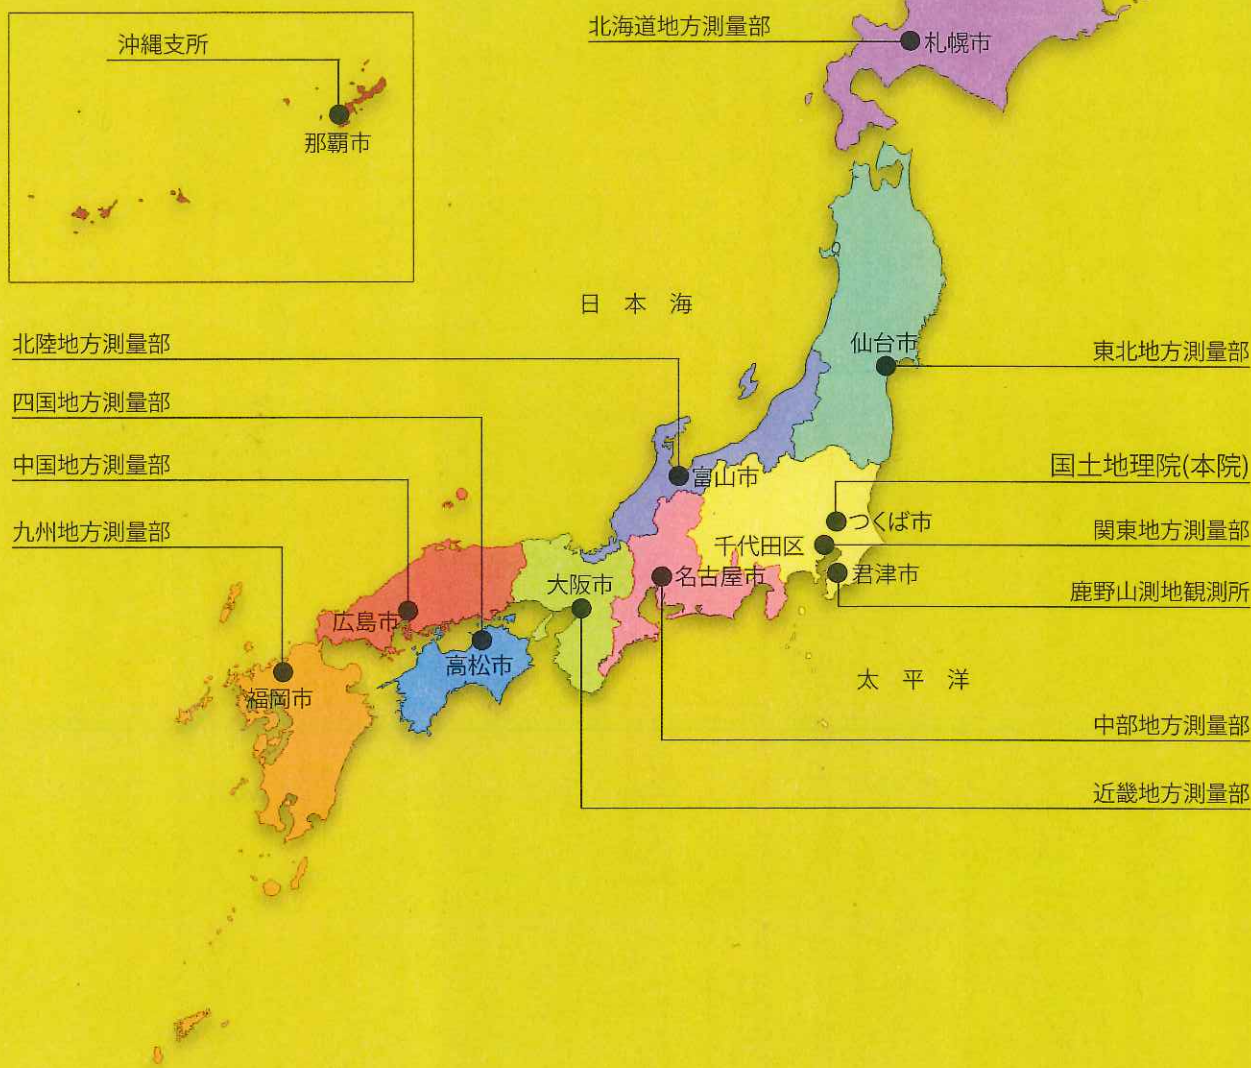 沖縄支所
那覇市
北海道地方測量部
札幌市
日本海
仙台市
東北地方測量部
北陸地方測量部
四国地方測量部
中国地方測量部
九州地方測量部
富山市
国土地理院(本院)
つくば市
千代田区
関東地方測量部
君津市
鹿野山測地観測所
名古屋市
大阪市
広島市
高松市
福岡市
太平洋
中部地方測量部
近畿地方測量部